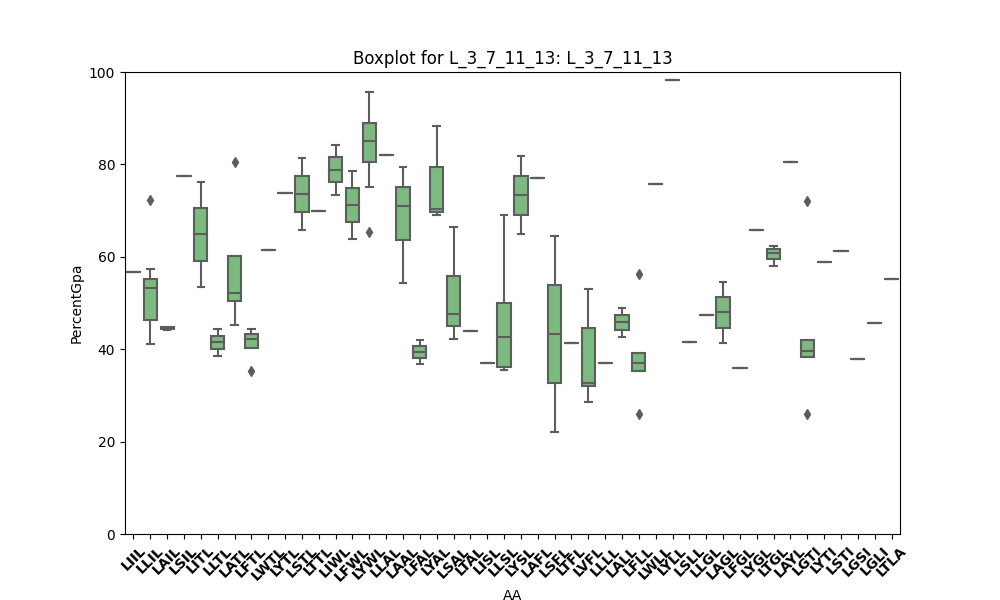 Boxplot for L_3_7_11_13: L_3_7_11_13
PercentGpa
100
80
60
40
20
0
LIIL
LLIL
LAIL
LSIL
LITL
LLTL
LATL
LFTL
LWTL
LYTL
LSTL
LTTL
LIWL
LFWL
LYWL
LLAL
LAAL
LFAL
LYAL
LSAL
LTAL
LISL
LLSL
LYSL
LAFL
LSFL
LTFL
LVFL
LLLL
LALL
LFLL
LWLL
LYLL
LSLL
LLGL
LAGL
LFGL
LYGL
LTGL
LAYL
LGTI
LYTI
LSTI
LGSI
LGLI
LTLA
AA